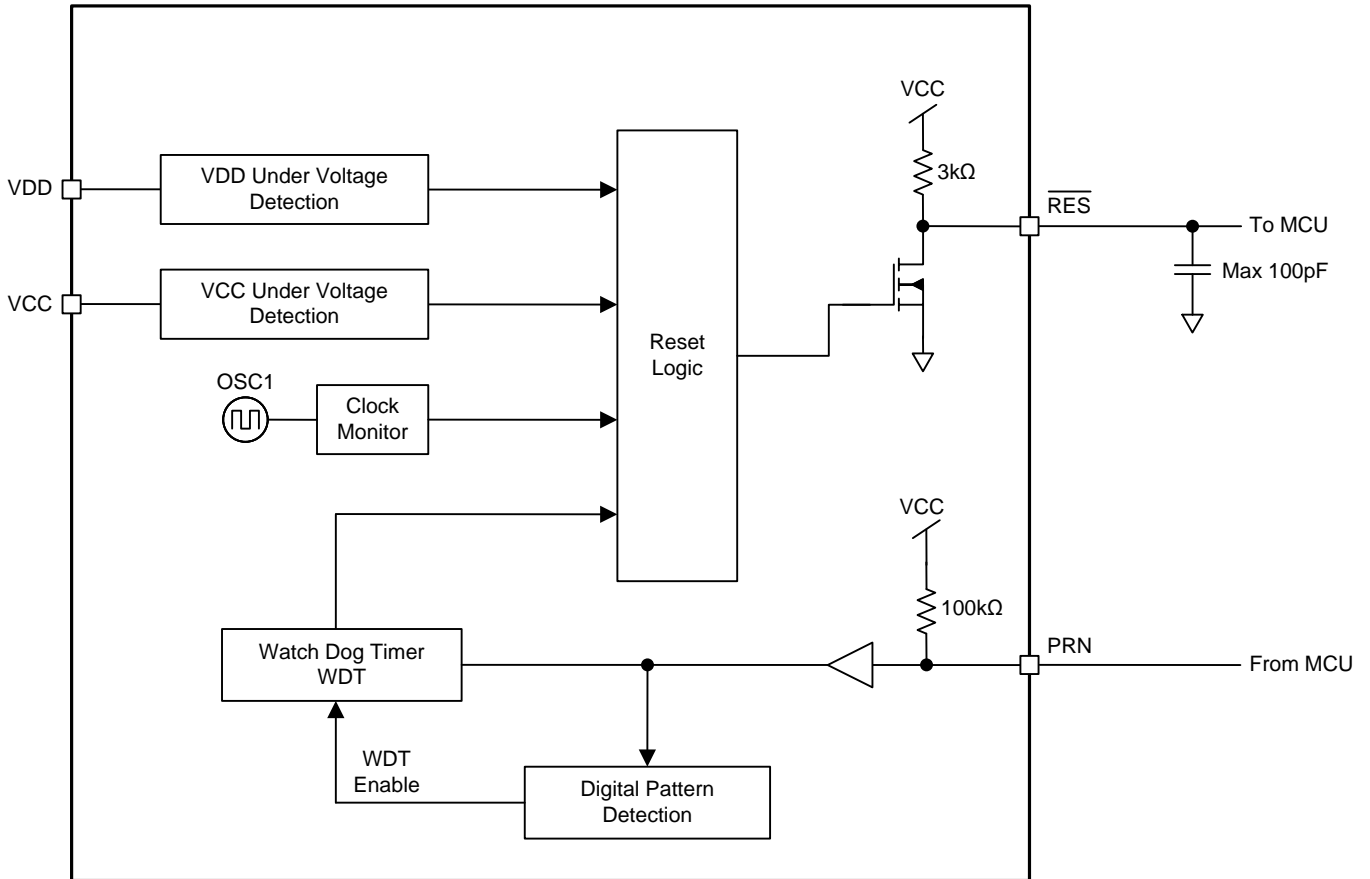 VCC
3kΩ
VDD
VDD Under Voltage
Detection
RES
To MCU
Max 100pF
VCC
VCC Under Voltage
Detection
Reset
Logic
OSC1
Clock
Monitor
VCC
100kΩ
Watch Dog Timer
WDT
PRN
From MCU
WDT
Enable
Digital Pattern
Detection